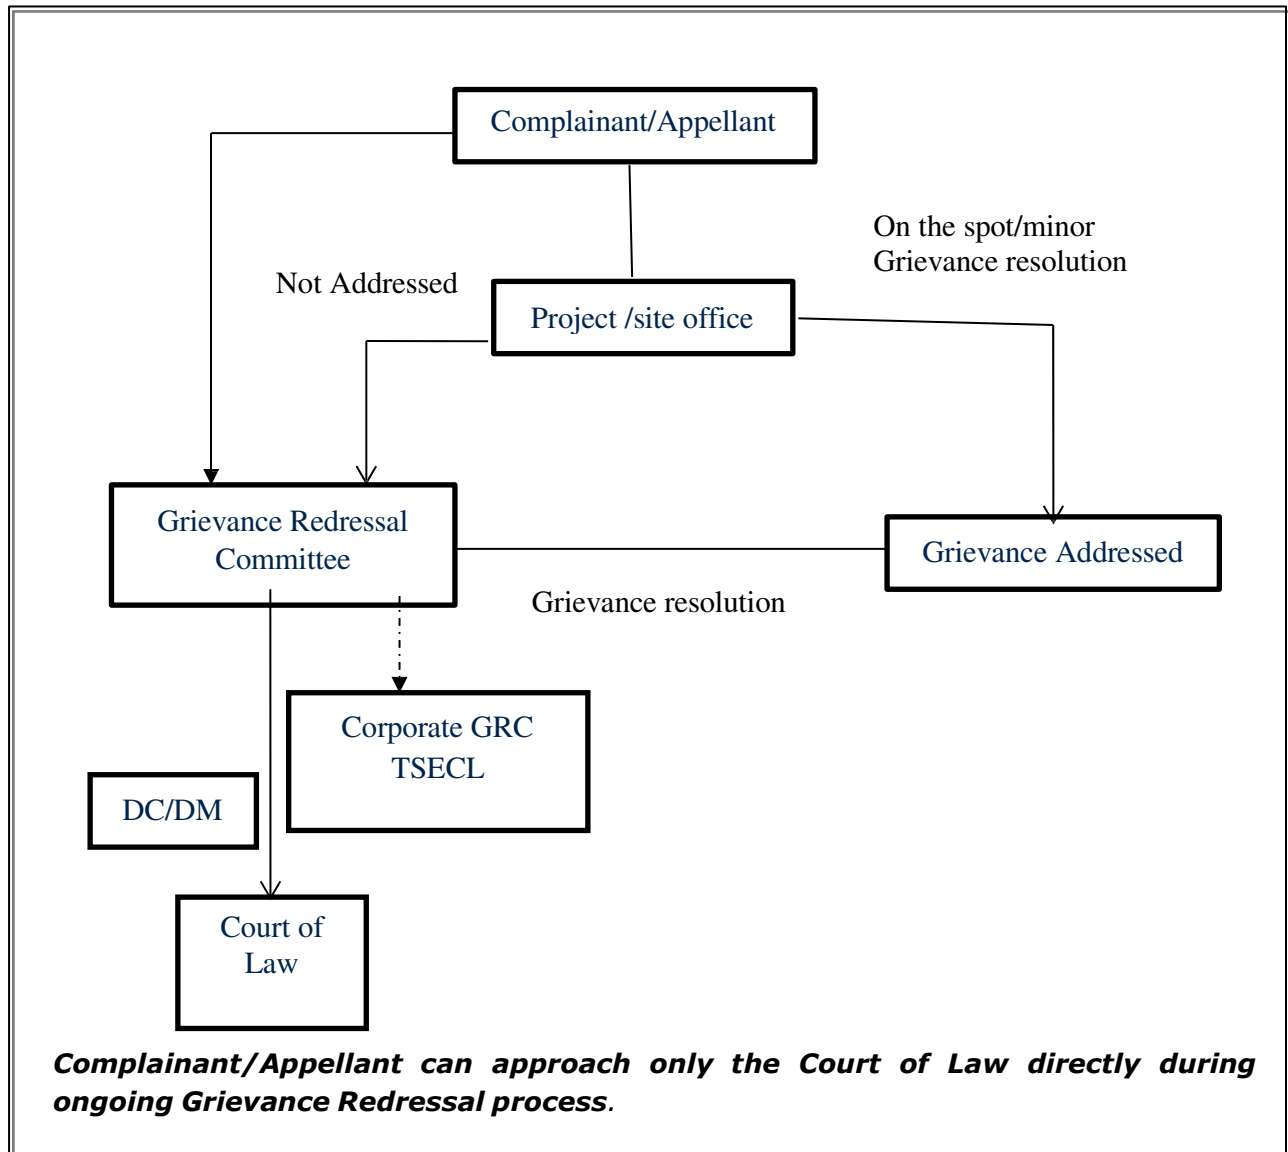 Complainant/Appellant
On the spot/minor
Grievance resolution
Not Addressed
Project /site office
Grievance Redressal
Committee
Grievance Addressed
Grievance resolution
Corporate GRC
TSECL
DC/DM
Court of
Law
Complainant/Appellant can approach only the Court of Law directly during
ongoing Grievance Redressal process.